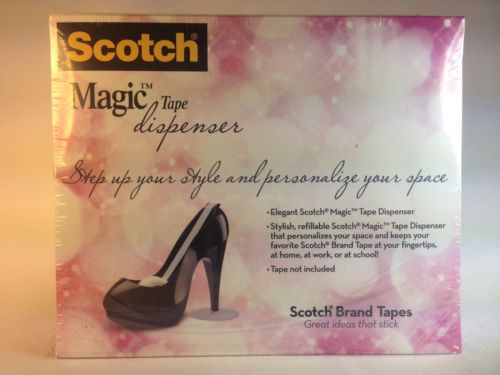 Scotch
Magic™ Tape
dispenser
Step up your style and personalize your space
• Elegant Scotch® Magic™ Tape Dispenser
• Stylish, refillable Scotch® Magic™ Tape Dispenser
that personalizes your space and keeps your
favorite Scotch® Brand Tape at your fingertips,
at home, at work, or at school!
• Tape not included
Scotch® Brand Tapes
Great ideas that stick